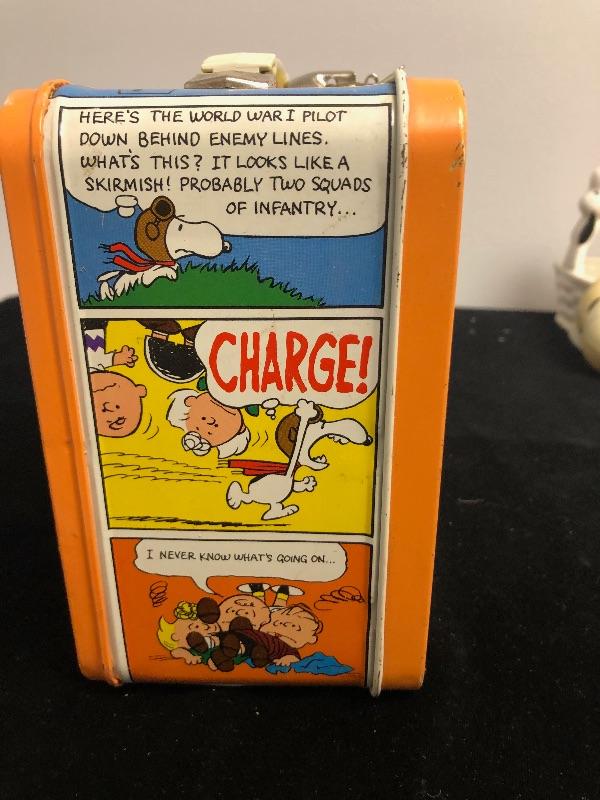 HERE'S THE WORLD WAR I PILOT
DOWN BEHIND ENEMY LINES.
WHAT'S THIS? IT LOOKS LIKE A
SKIRMISH! PROBABLY TWO SQUADS
OF INFANTRY...
CHARGE!
I NEVER KNOW WHAT'S GOING ON...